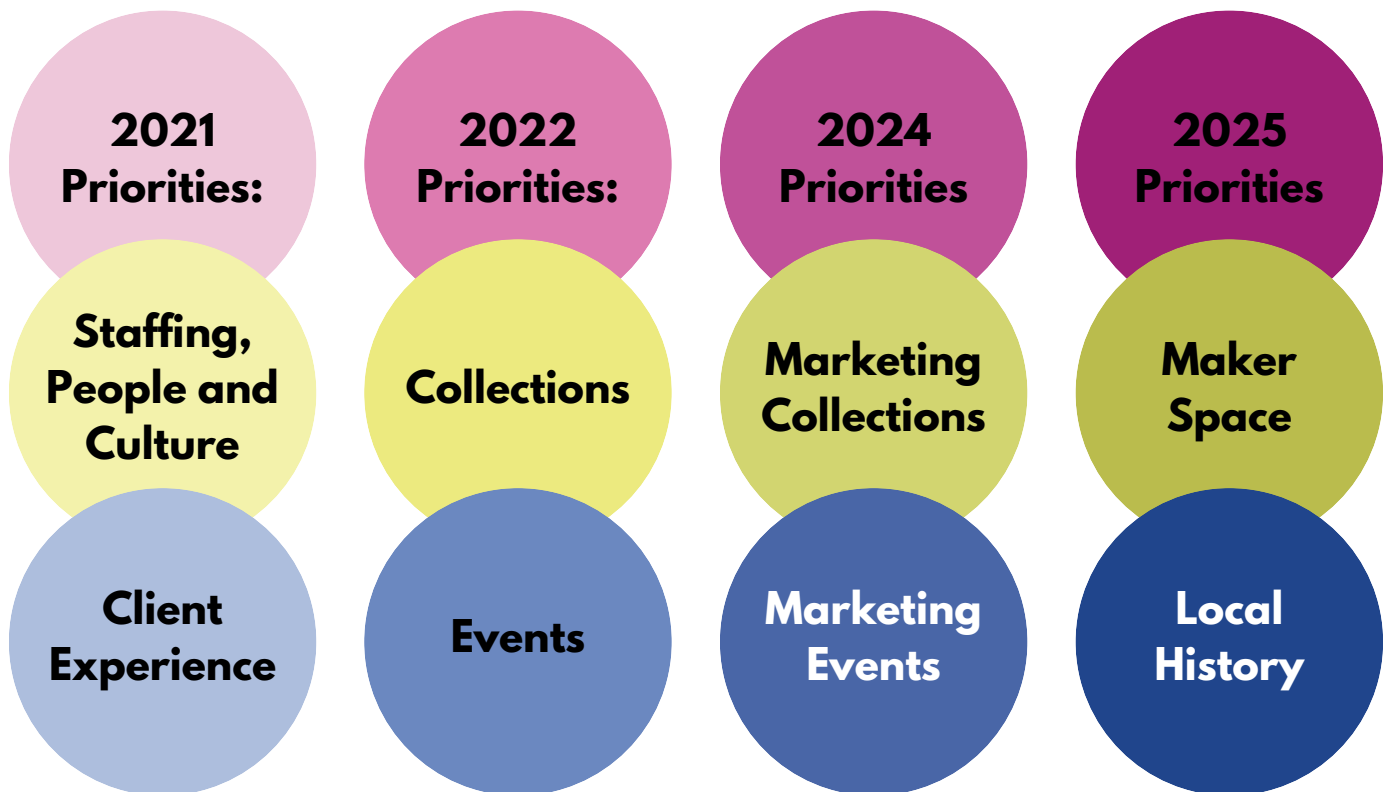 2021
Priorities:
Staffing,
People and
Culture
Client
Experience
2022
Priorities:
Collections
Events
2024
Priorities
Marketing
Collections
Marketing
Events
2025
Priorities
Maker
Space
Local
History